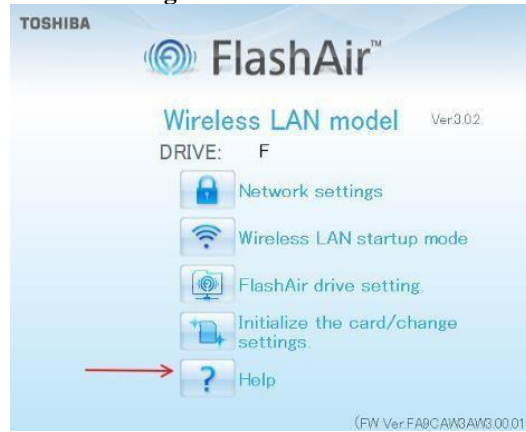 TOSHIBA
FlashAir™
Wireless LAN model Ver3.02
DRIVE: F
Network settings
Wireless LAN startup mode
FlashAir drive setting.
Initialize the card/change
settings.
? Help
(FW Ver.FA9CAW3AW3.00.01